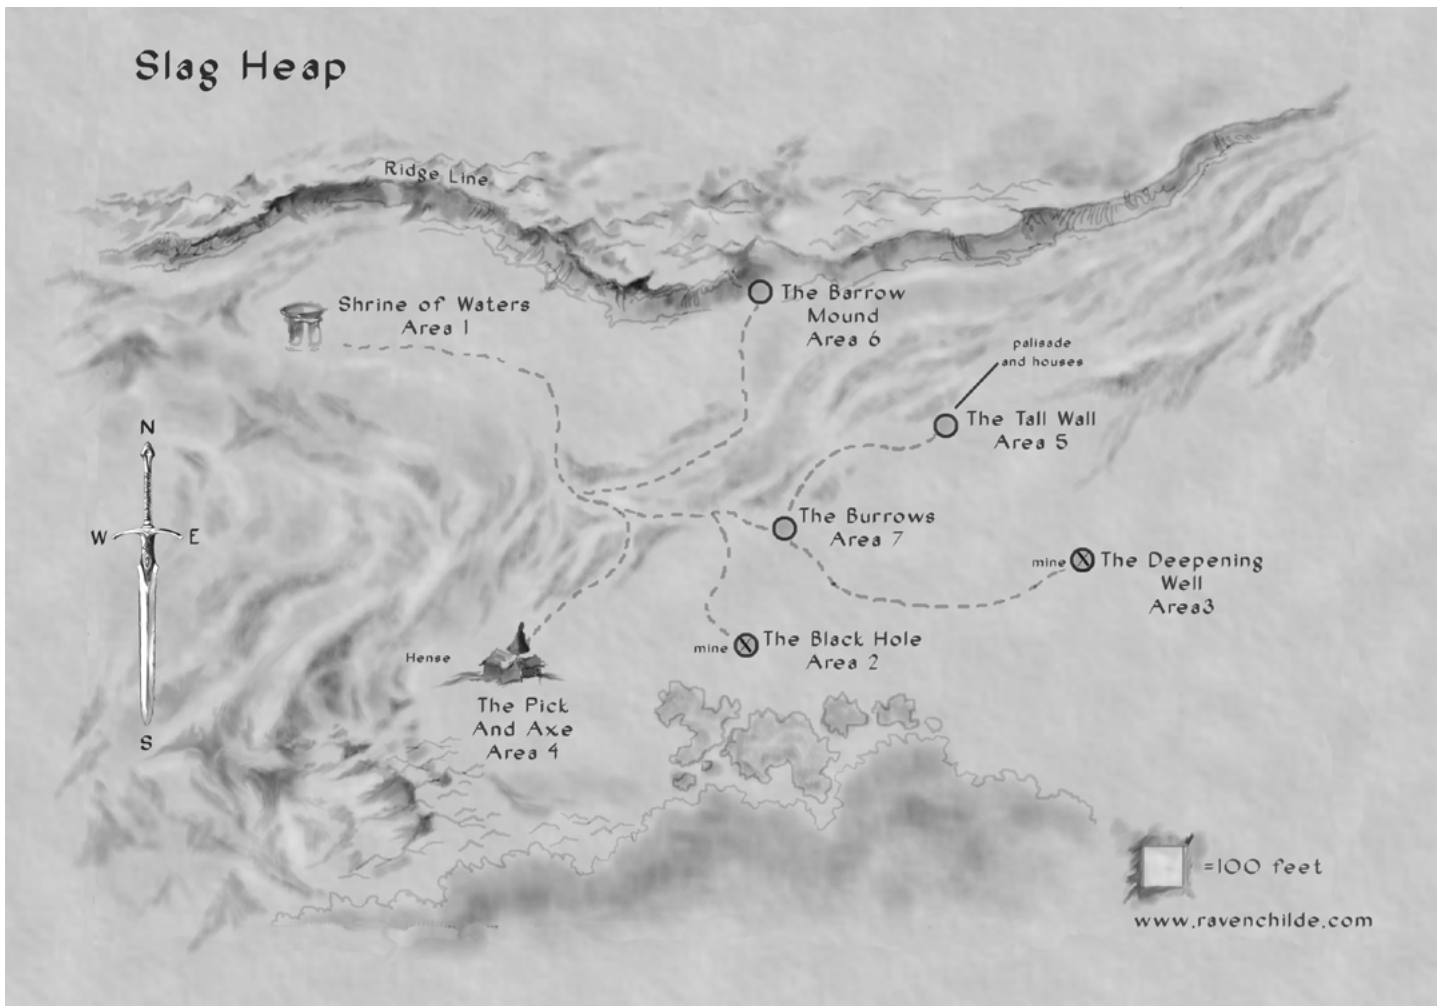 Slag Heap
Ridge Line
Shrine of Waters
Area 1
The Barrow
Mound
Area 6
palisade
and houses
The Tall Wall
Area 5
N
W E
S
The Burrows
Area 7
mine
The Deepening
Well
Area3
mine
The Black Hole
Area 2
Hense
The Pick
And Axe
Area 4
=100 feet
www.ravenchilde.com